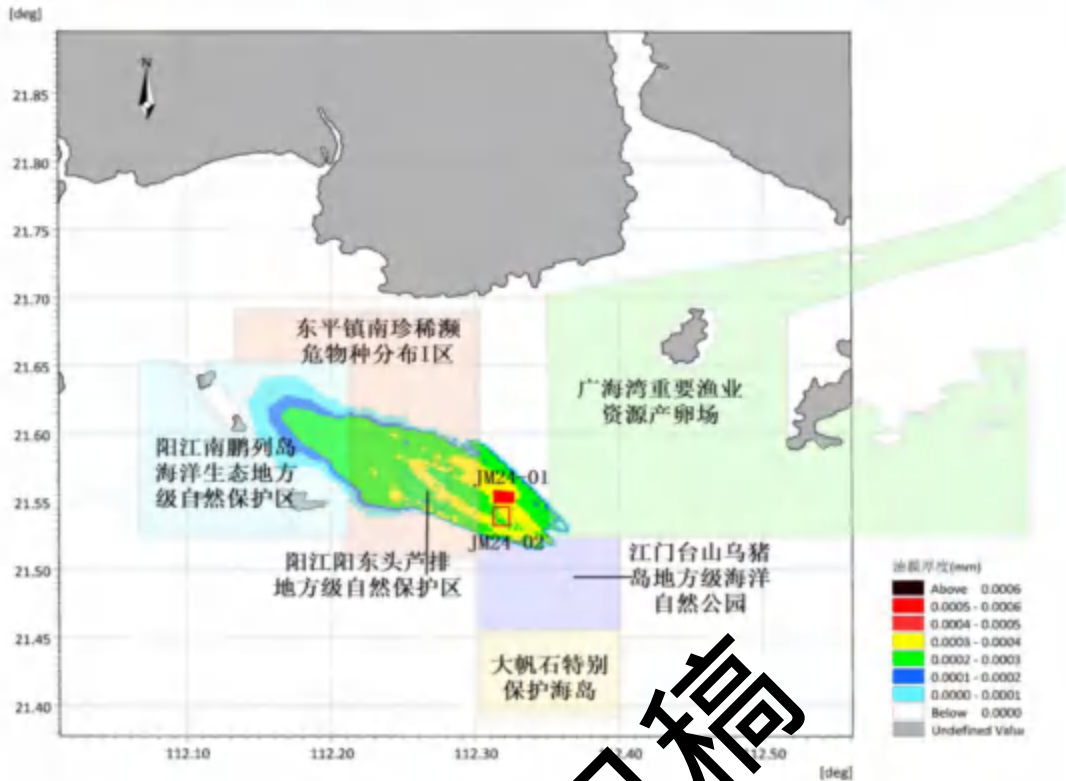 [deg]
N
21.85
21.80
21.75
21.70
21.65
21.60
21.55
21.50
21.45
21.40
东平镇南珍稀濒
危物种分布I区
广海湾重要渔业
资源产卵场
阳江南鹏列岛
海洋生态地方
级自然保护区
JM24-01
JM24-02
阳江阳东头芦排
地方级自然保护区
江门台山乌猪
岛地方级海洋
自然公园
大帆石特别
保护海岛
油膜厚度(mm)
Above 0.0006
0.0005 - 0.0006
0.0004 - 0.0005
0.0003 - 0.0004
0.0002 - 0.0003
0.0001 - 0.0002
0.0000 - 0.0001
Below 0.0000
Undefined Value
112.10
112.20
112.30
112.40
112.50
[deg]
稿